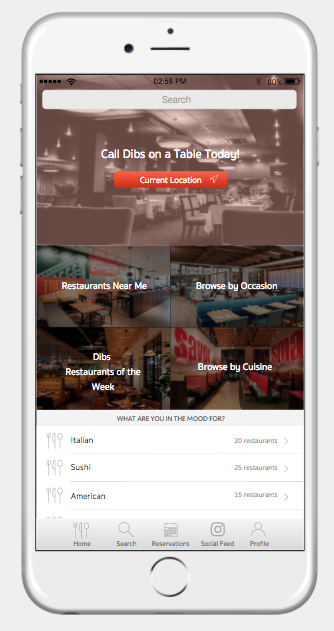 02:59 PM
80%
Search
Call Dibs on a Table Today!
Current Location
Restaurants Near Me
Browse by Occasion
Dibs
Restaurants of the
Week
Browse by Cuisine
WHAT ARE YOU IN THE MOOD FOR?
Italian
20 restaurants
Sushi
25 restaurants
American
15 restaurants
Home
Search
Reservations
Social Feed
Profile